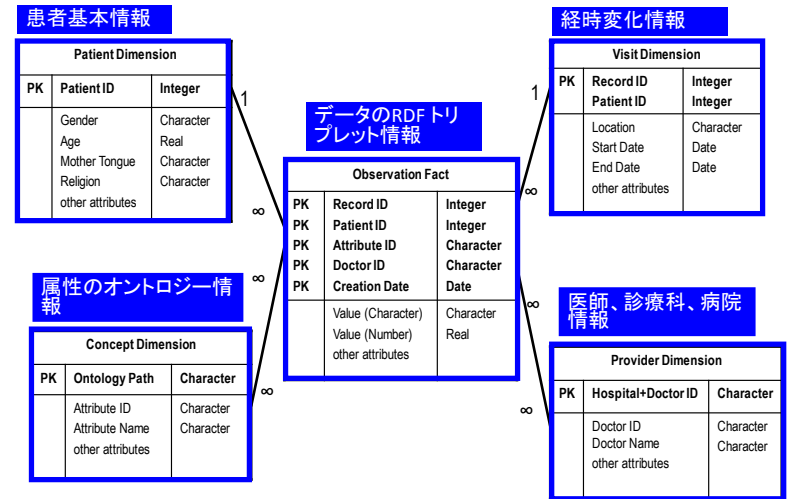 患者基本情報
Patient Dimension
PK Patient ID Integer
Gender Character
Age Real
Mother Tongue Character
Religion Character
other attributes
1
∞
経時変化情報
Visit Dimension
PK Record ID Integer
Patient ID Integer
Location Character
Start Date Date
End Date Date
other attributes
1
∞
データのRDFトリ
プレット情報
Observation Fact
PK Record ID Integer
PK Patient ID Integer
PK Attribute ID Character
PK Doctor ID Character
PK Creation Date Date
Value (Character) Character
Value (Number) Real
other attributes
属性のオントロジー情
報
Concept Dimension
PK Ontology Path Character
Attribute ID Character
Attribute Name Character
other attributes
∞
∞
医師、診療科、病院
情報
Provider Dimension
PK Hospital+Doctor ID Character
Doctor ID Character
Doctor Name Character
other attributes
∞
∞